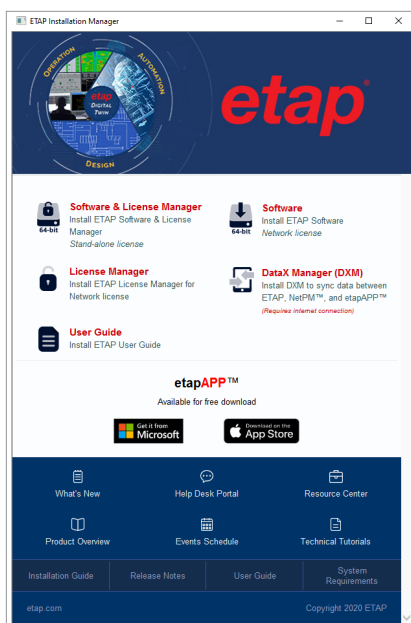 ETAP Installation Manager
OPERATION
AUTOMATION
etap
DIGITAL
TWIN
DESIGN
etap®
64-bit
Software & License Manager
Install ETAP Software & License
Manager
Stand-alone license
64-bit
Software
Install ETAP Software
Network license
License Manager
Install ETAP License Manager for
Network license
DataX Manager (DXM)
Install DXM to sync data between
ETAP, NetPM™, and etapAPP™
(Requires internet connection)
User Guide
Install ETAP User Guide
etapAPP™
Available for free download
Get it from
Microsoft
Download on the
App Store
What's New
Help Desk Portal
Resource Center
Product Overview
Events Schedule
Technical Tutorials
Installation Guide
Release Notes
User Guide
System
Requirements
etap.com
Copyright 2020 ETAP